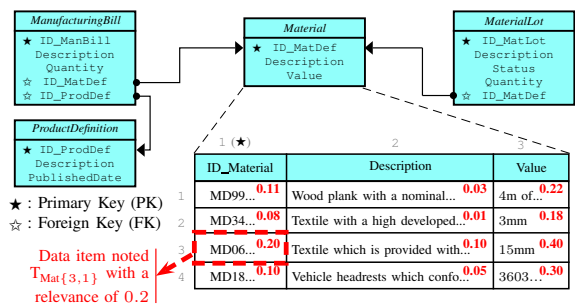 ManufacturingBill
★ ID_ManBill
Description
Quantity
☆ ID_MatDef
☆ ID_ProdDef
Material
★ ID_MatDef
Description
Value
MaterialLot
★ ID_MatLot
Description
Status
Quantity
☆ ID_MatDef
ProductDefinition
★ ID_ProdDef
Description
PublishedDate
★ : Primary Key (PK)
☆ : Foreign Key (FK)
1 (★) 2 3
ID_Material Description Value
1 MD99... 0.11 Wood plank with a nominal... 0.03 4m of... 0.22
2 MD34... 0.08 Textile with a high developed... 0.01 3mm 0.18
3 MD06... 0.20 Textile which is provided with... 0.10 15mm 0.40
4 MD18... 0.10 Vehicle headrests which confo... 0.05 3603... 0.30
Data item noted
T_Mat{3,1} with a
relevance of 0.2